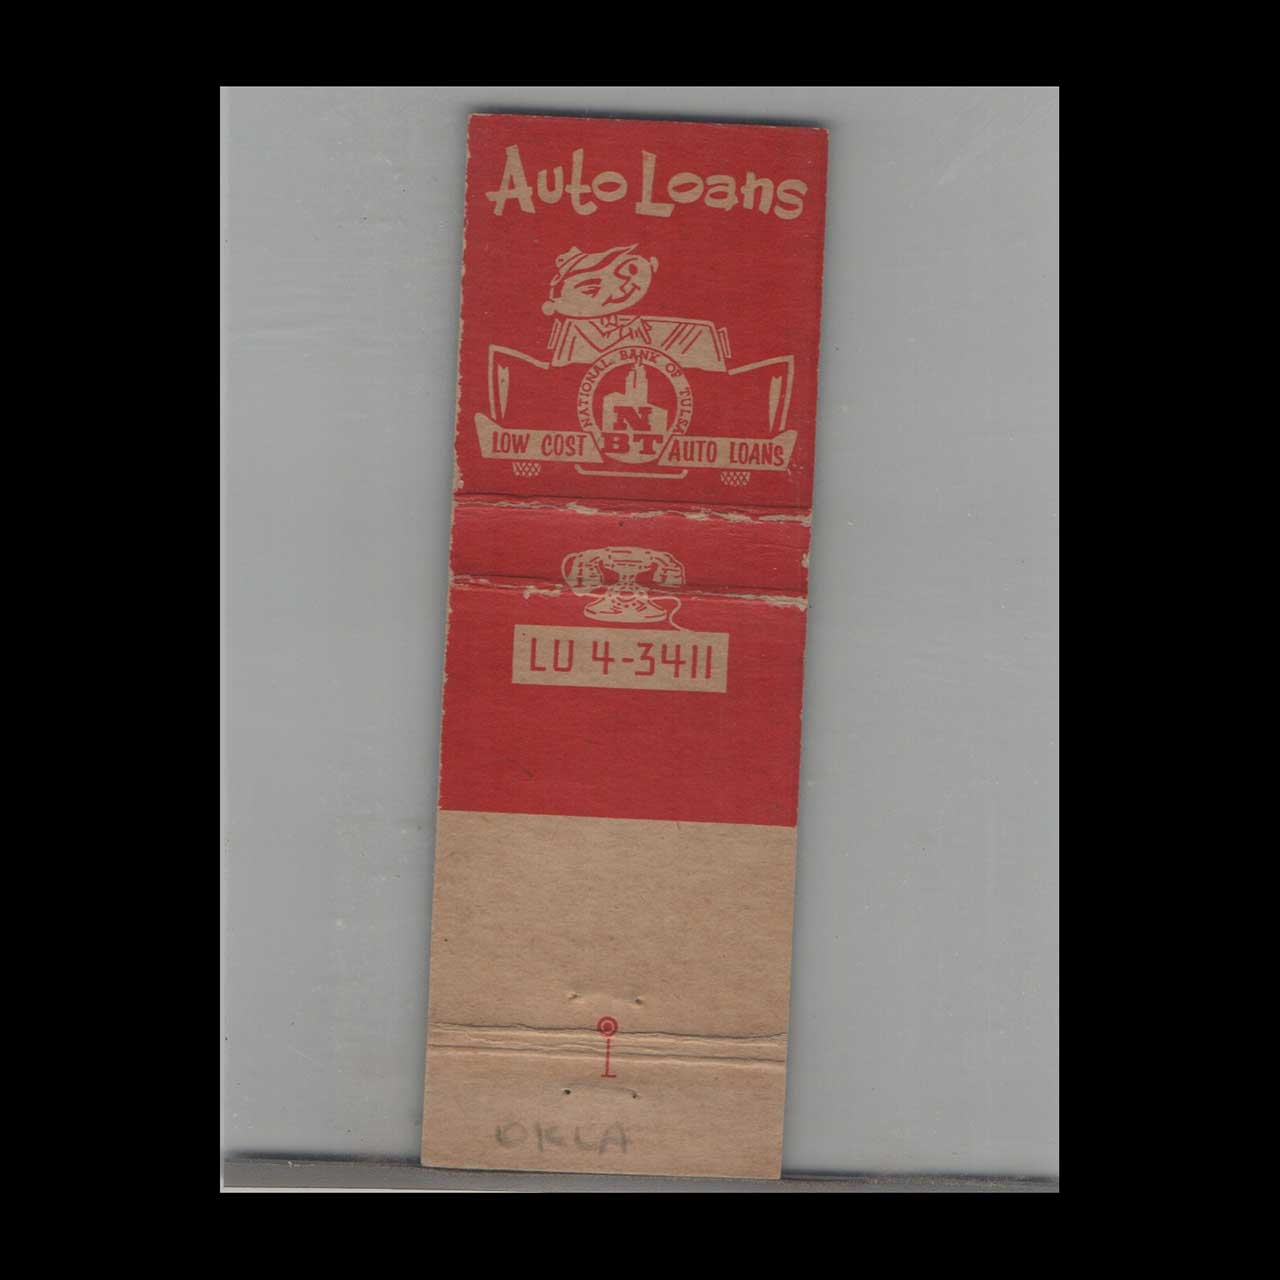 Auto Loans
NATIONAL BANK OF TULSA
N
BT
LOW COST AUTO LOANS
LU 4-3411
OKLA